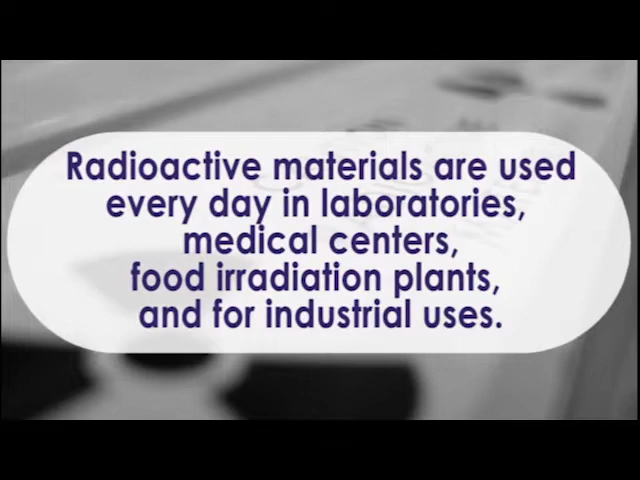 Radioactive materials are used
every day in laboratories,
medical centers,
food irradiation plants,
and for industrial uses.